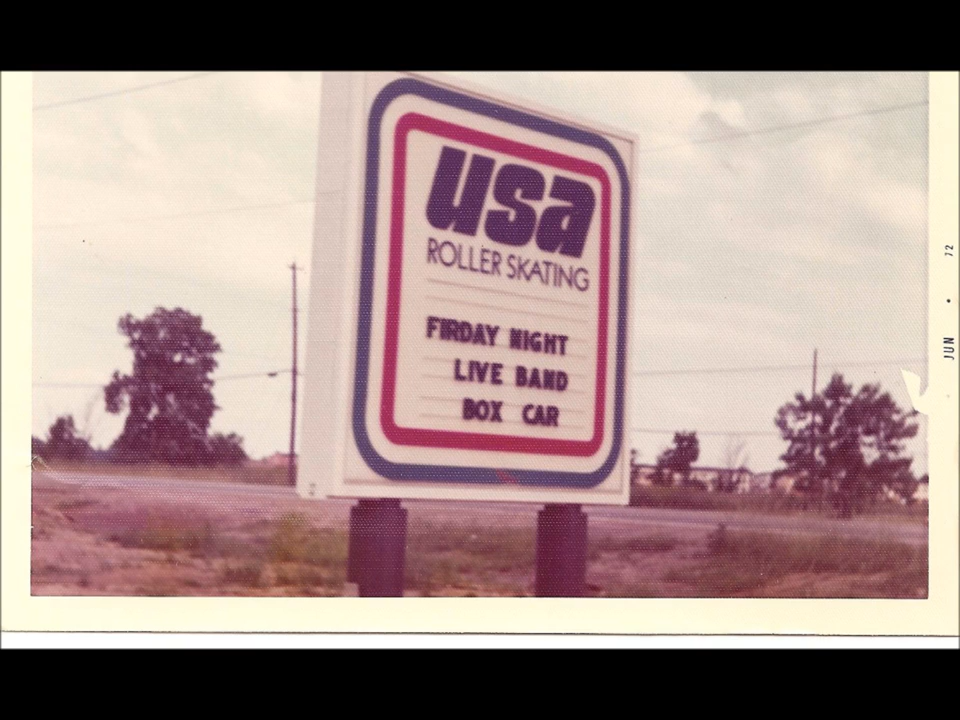 usa
ROLLER SKATING
FIRDAY NIGHT
LIVE BAND
BOX CAR
JUN • 72